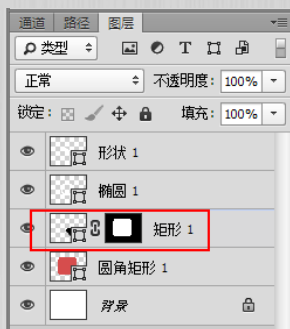 通道 路径 图层
类型 T
正常 不透明度: 100%
锁定: 填充: 100%
形状 1
椭圆 1
矩形 1
圆角矩形 1
背景